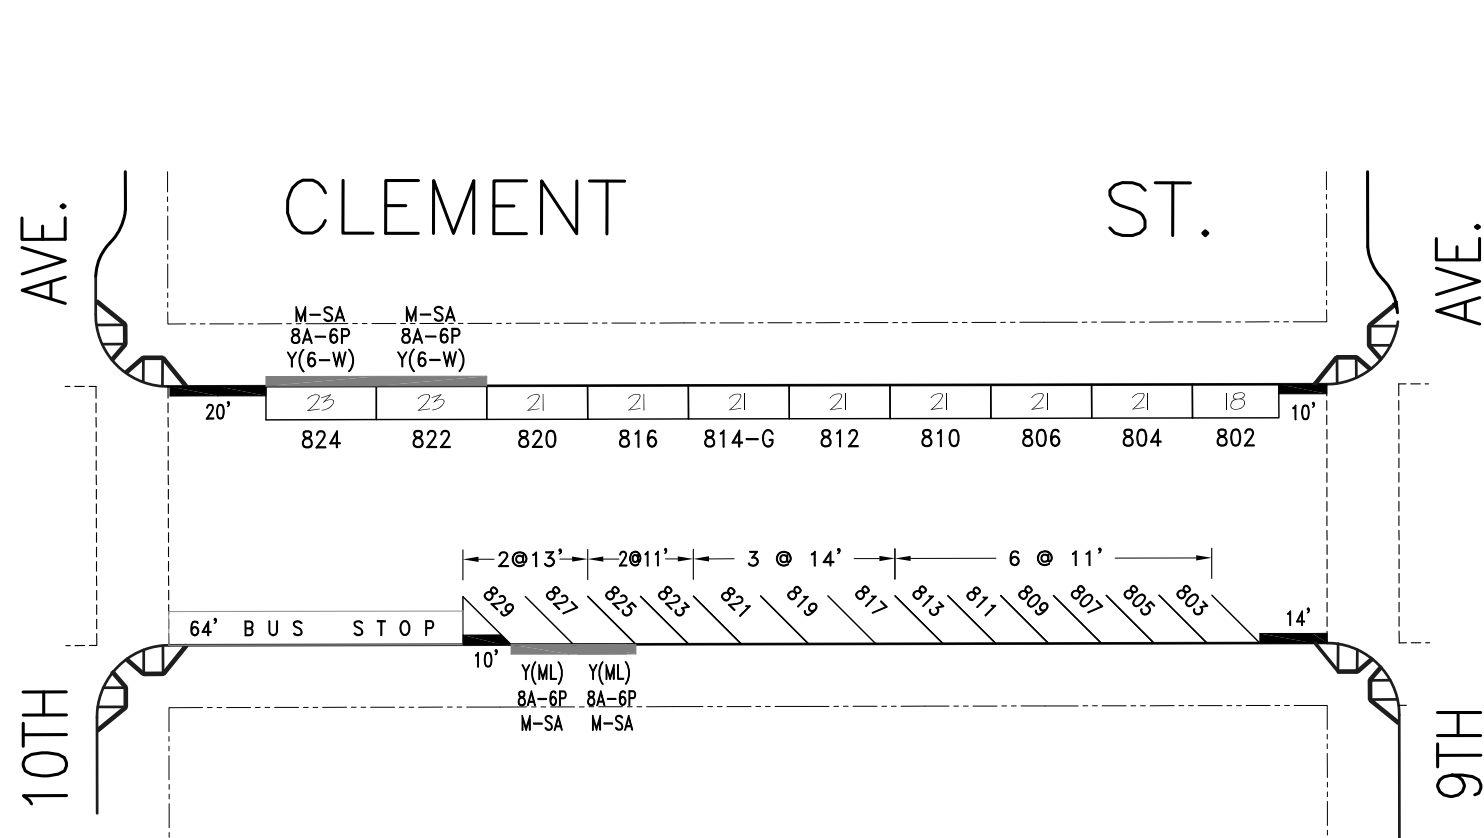 CLEMENT ST.
AVE.
AVE.
M-SA M-SA
8A-6P 8A-6P
Y(6-W) Y(6-W)
23 23 21 21 21 21 21 21 21 18
20' 10'
824 822 820 816 814-G 812 810 806 804 802
2@13' 2@11' 3 @ 14' 6 @ 11'
829 827 825 823 821 819 817 813 811 809 807 805 803
64' BUS STOP
14'
10'
Y(ML) Y(ML)
8A-6P 8A-6P
M-SA M-SA
10TH
9TH